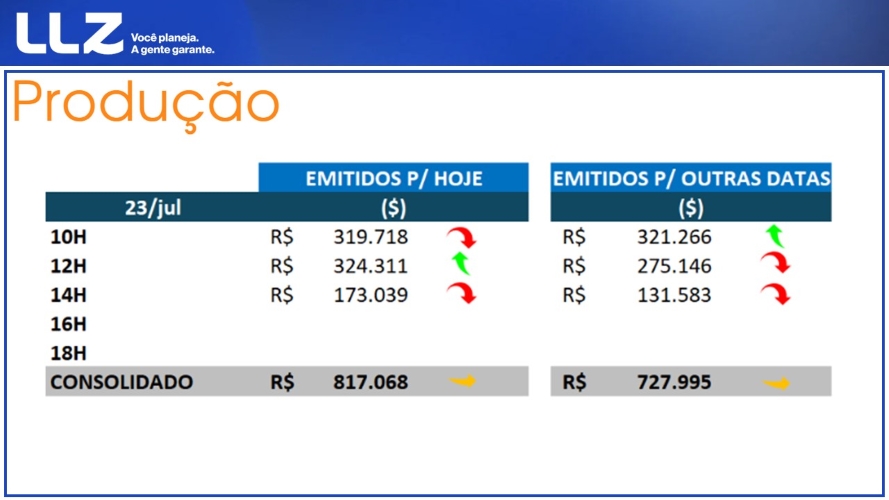 LLZ Você planeja.
A gente garante.
Produção
EMITIDOS P/ HOJE EMITIDOS P/ OUTRAS DATAS
23/jul ($) ($)
10H R$ 319.718 R$ 321.266
12H R$ 324.311 R$ 275.146
14H R$ 173.039 R$ 131.583
16H
18H
CONSOLIDADO R$ 817.068 R$ 727.995